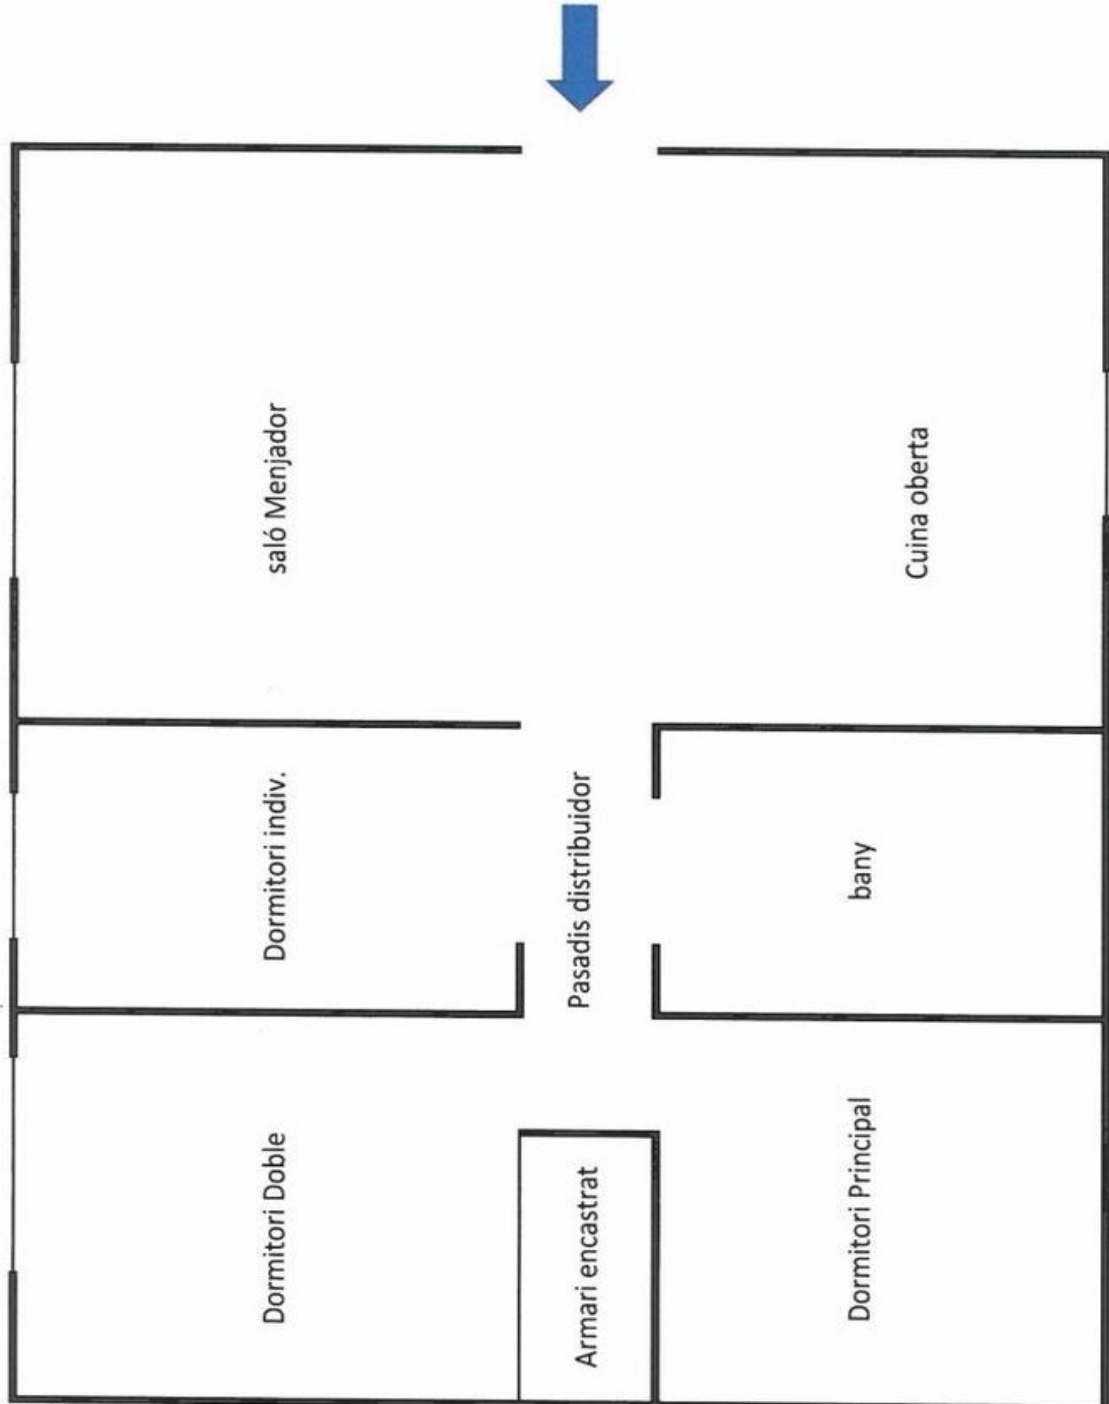 saló Menjador
Cuina oberta
Dormitori indiv.
Pasadis distribuidor
bany
Dormitori Doble
Armari encastrat
Dormitori Principal